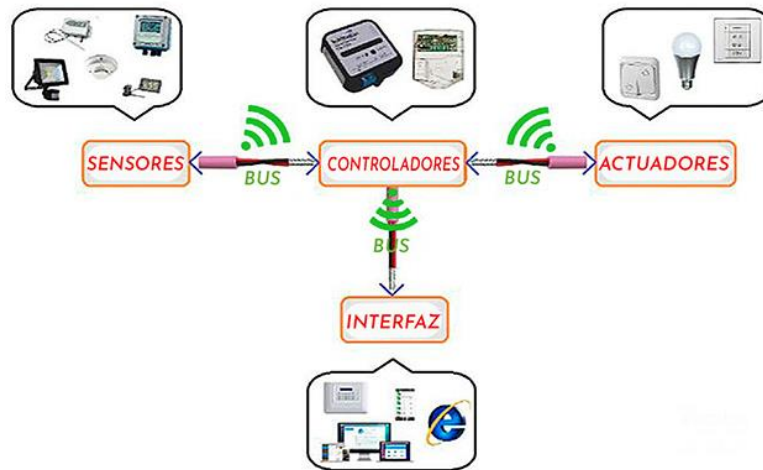 SENSORES
BUS
CONTROLADORES
BUS
ACTUADORES
BUS
INTERFAZ